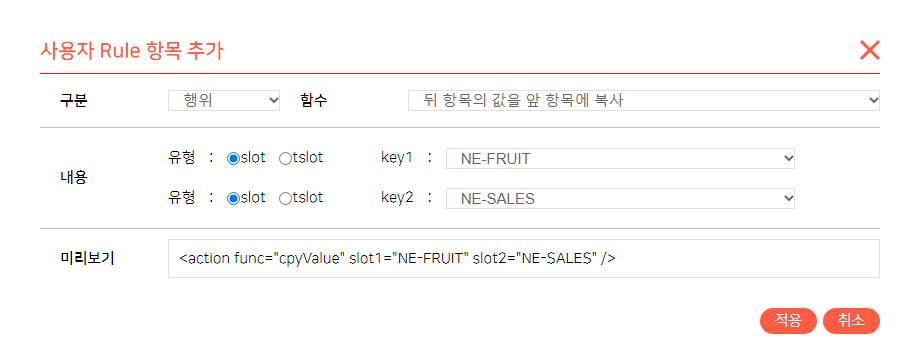 사용자 Rule 항목 추가
구분 행위 함수 뒤 항목의 값을 앞 항목에 복사
내용
유형 : slot tslot key1 : NE-FRUIT
유형 : slot tslot key2 : NE-SALES
미리보기 <action func="cpyValue" slot1="NE-FRUIT" slot2="NE-SALES" />
적용 취소